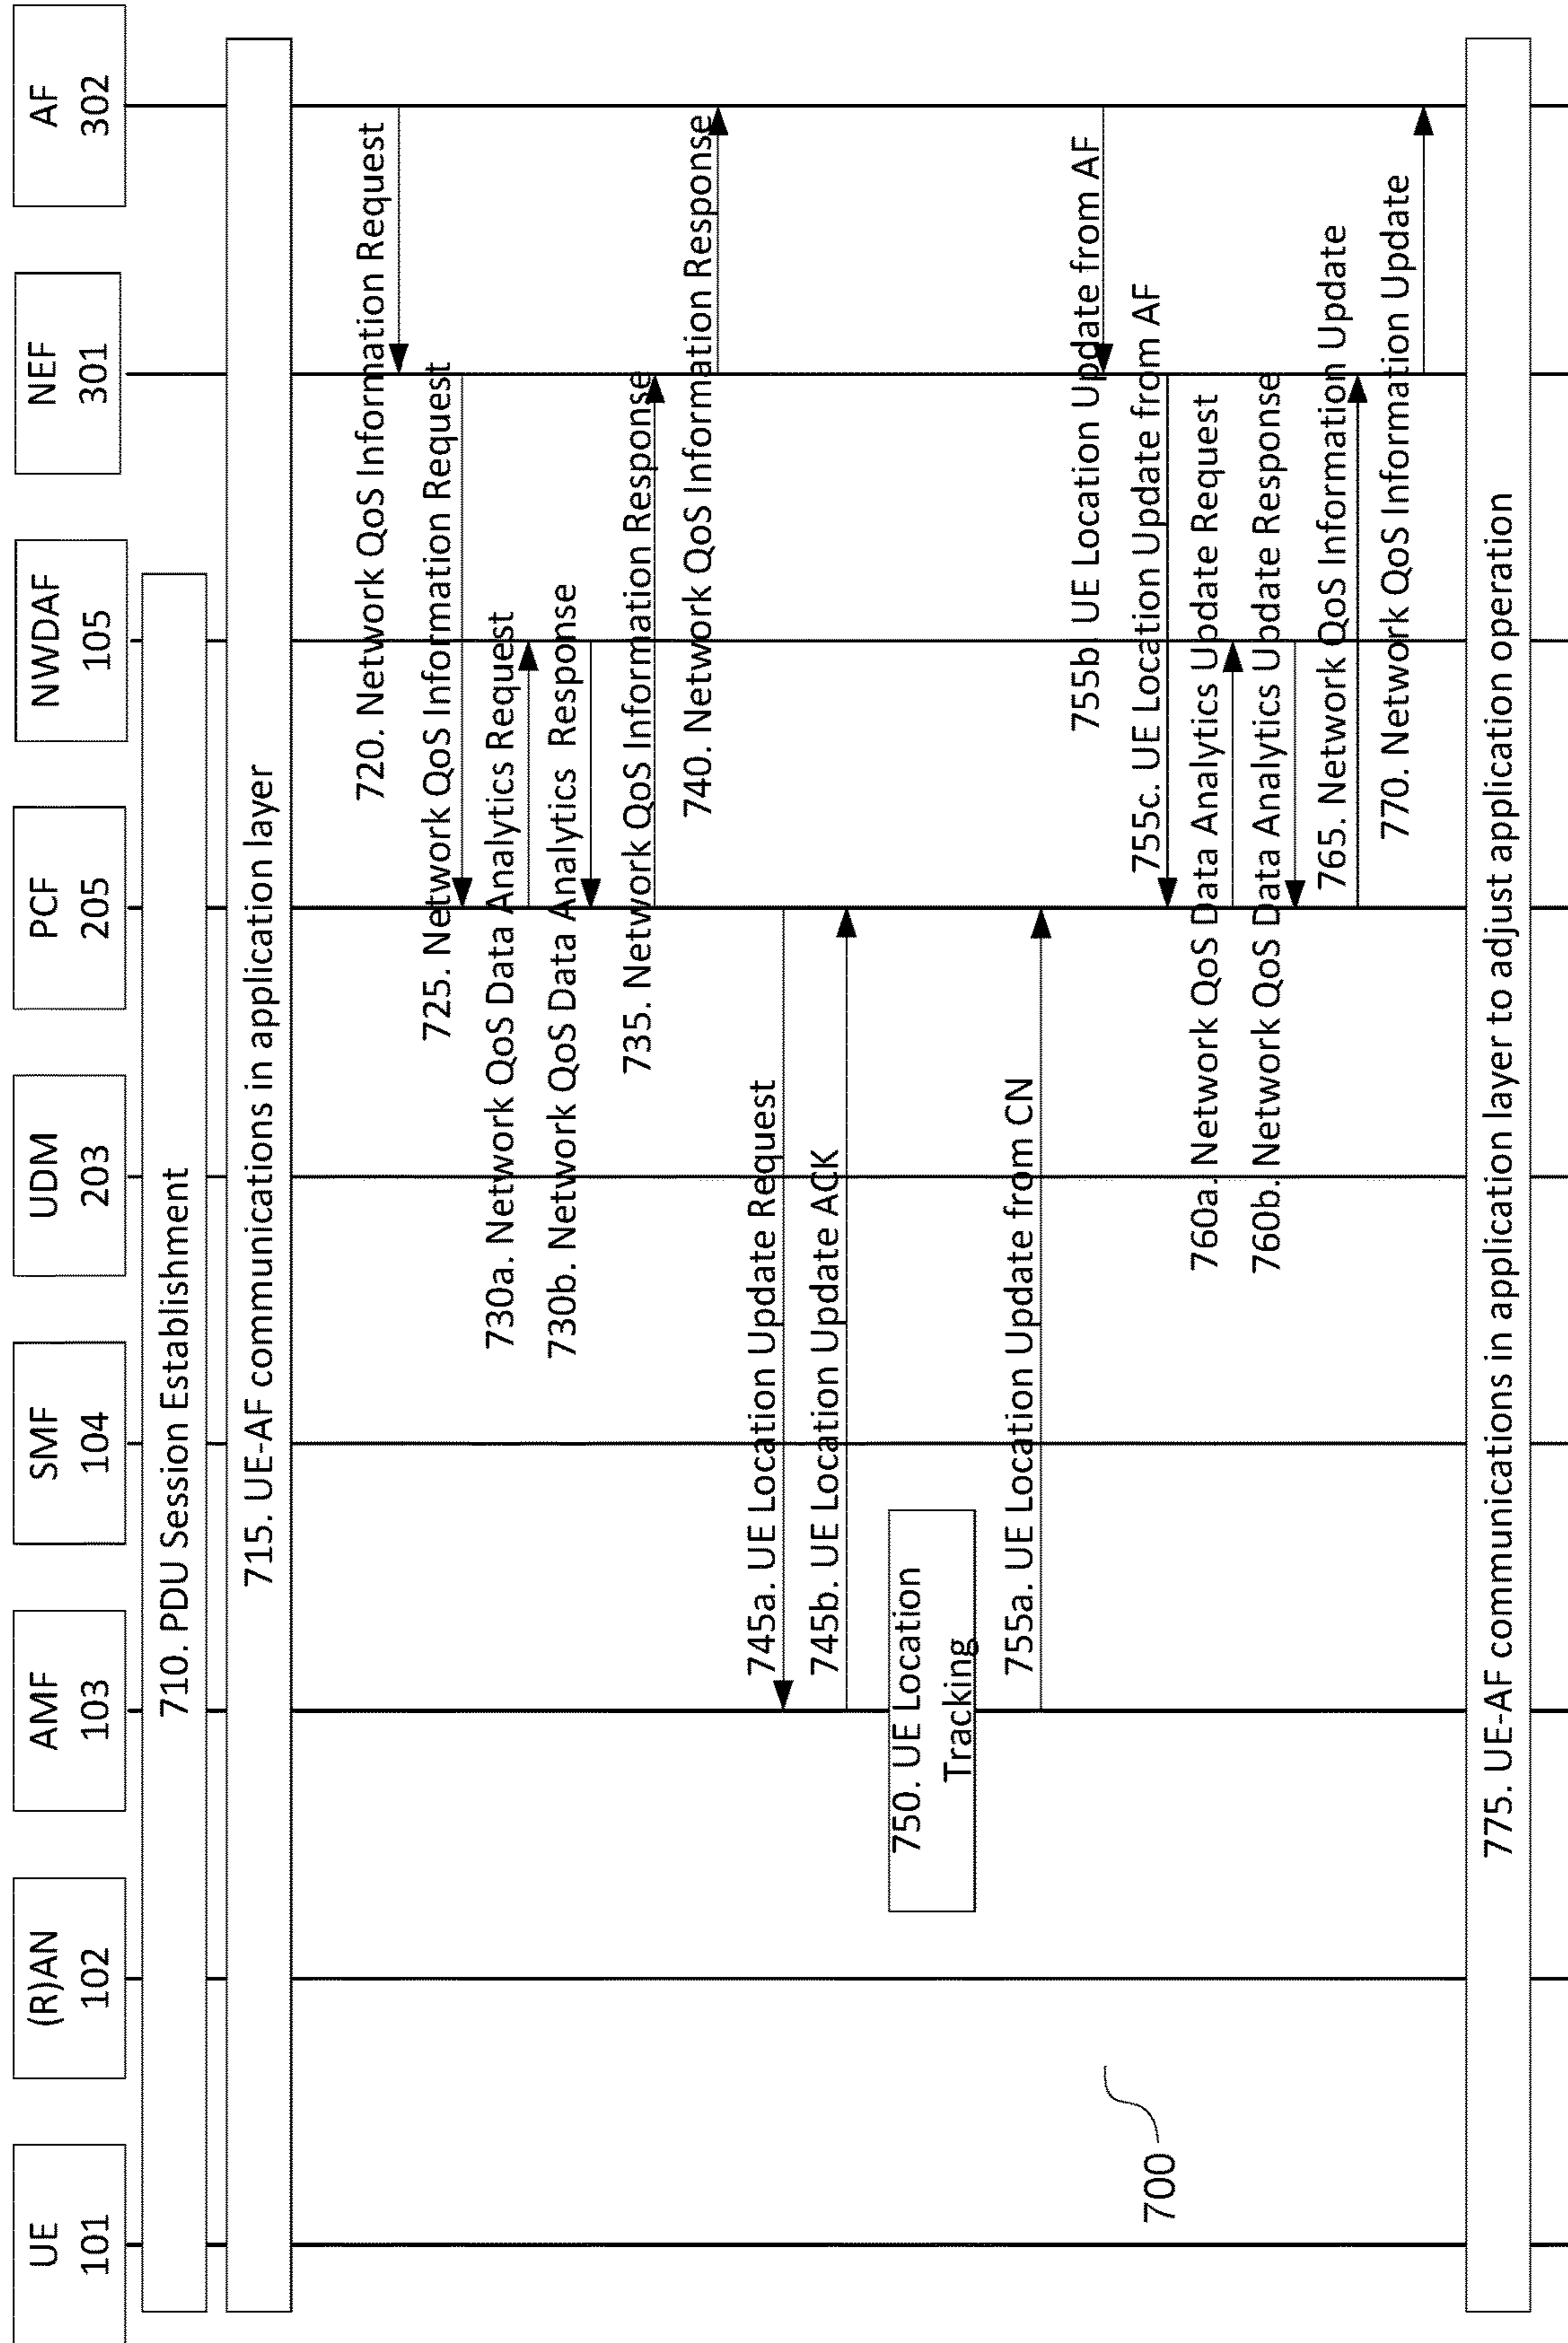 UE
101
(R)AN
102
AMF
103
SMF
104
UDM
203
PCF
205
NWDAF
105
NEF
301
AF
302
710. PDU Session Establishment
715. UE-AF communications in application layer
720. Network QoS Information Request
725. Network QoS Information Request
730a. Network QoS Data Analytics Request
730b. Network QoS Data Analytics Response
735. Network QoS Information Response
740. Network QoS Information Response
745a. UE Location Update Request
745b. UE Location Update ACK
750. UE Location
Tracking
755a. UE Location Update from CN
755b UE Location Update from AF
755c. UE Location Update from AF
760a. Network QoS Data Analytics Update Request
760b. Network QoS Data Analytics Update Response
765. Network QoS Information Update
770. Network QoS Information Update
775. UE-AF communications in application layer to adjust application operation
700